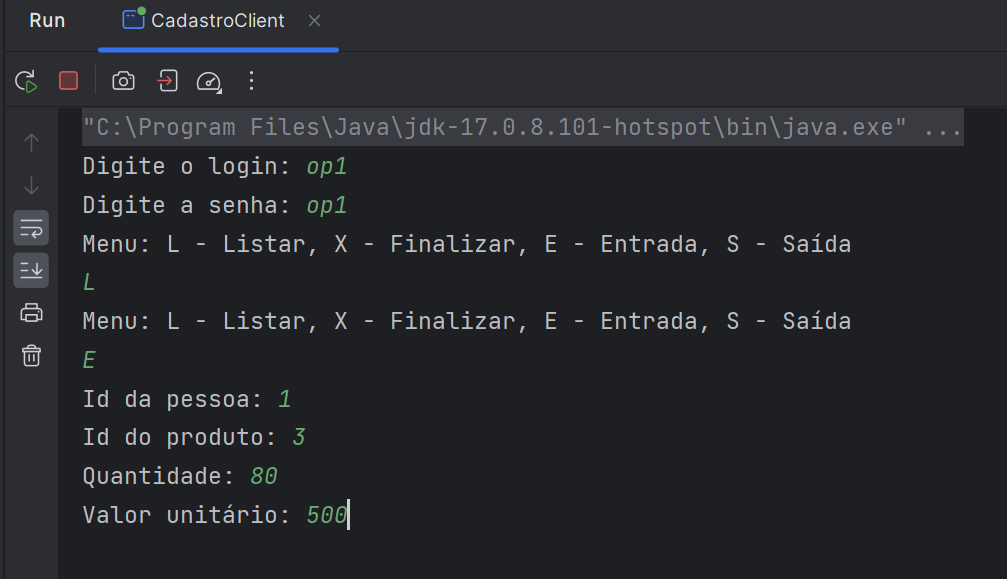 Run CadastroClient
"C:\Program Files\Java\jdk-17.0.8.101-hotspot\bin\java.exe" ...
Digite o login: op1
Digite a senha: op1
Menu: L - Listar, X - Finalizar, E - Entrada, S - Saída
L
Menu: L - Listar, X - Finalizar, E - Entrada, S - Saída
E
Id da pessoa: 1
Id do produto: 3
Quantidade: 80
Valor unitário: 500